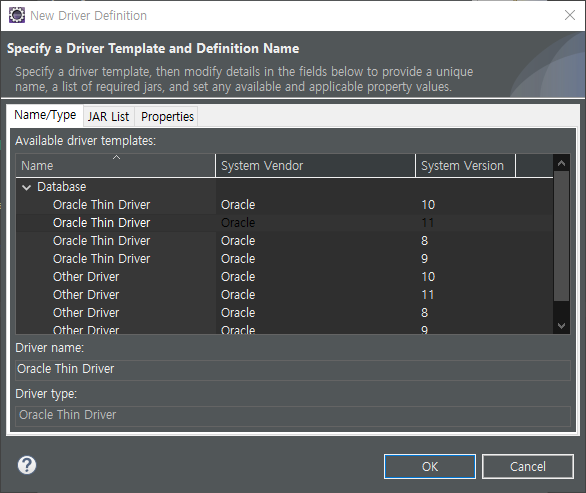 New Driver Definition
Specify a Driver Template and Definition Name
Specify a driver template, then modify details in the fields below to provide a unique
name, a list of required jars, and set any available and applicable property values.
Name/Type JAR List Properties
Available driver templates:
Name System Vendor System Version
Database
Oracle Thin Driver Oracle 10
Oracle Thin Driver Oracle 11
Oracle Thin Driver Oracle 8
Oracle Thin Driver Oracle 9
Other Driver Oracle 10
Other Driver Oracle 11
Other Driver Oracle 8
Other Driver Oracle 9
Driver name:
Oracle Thin Driver
Driver type:
Oracle Thin Driver
? OK Cancel